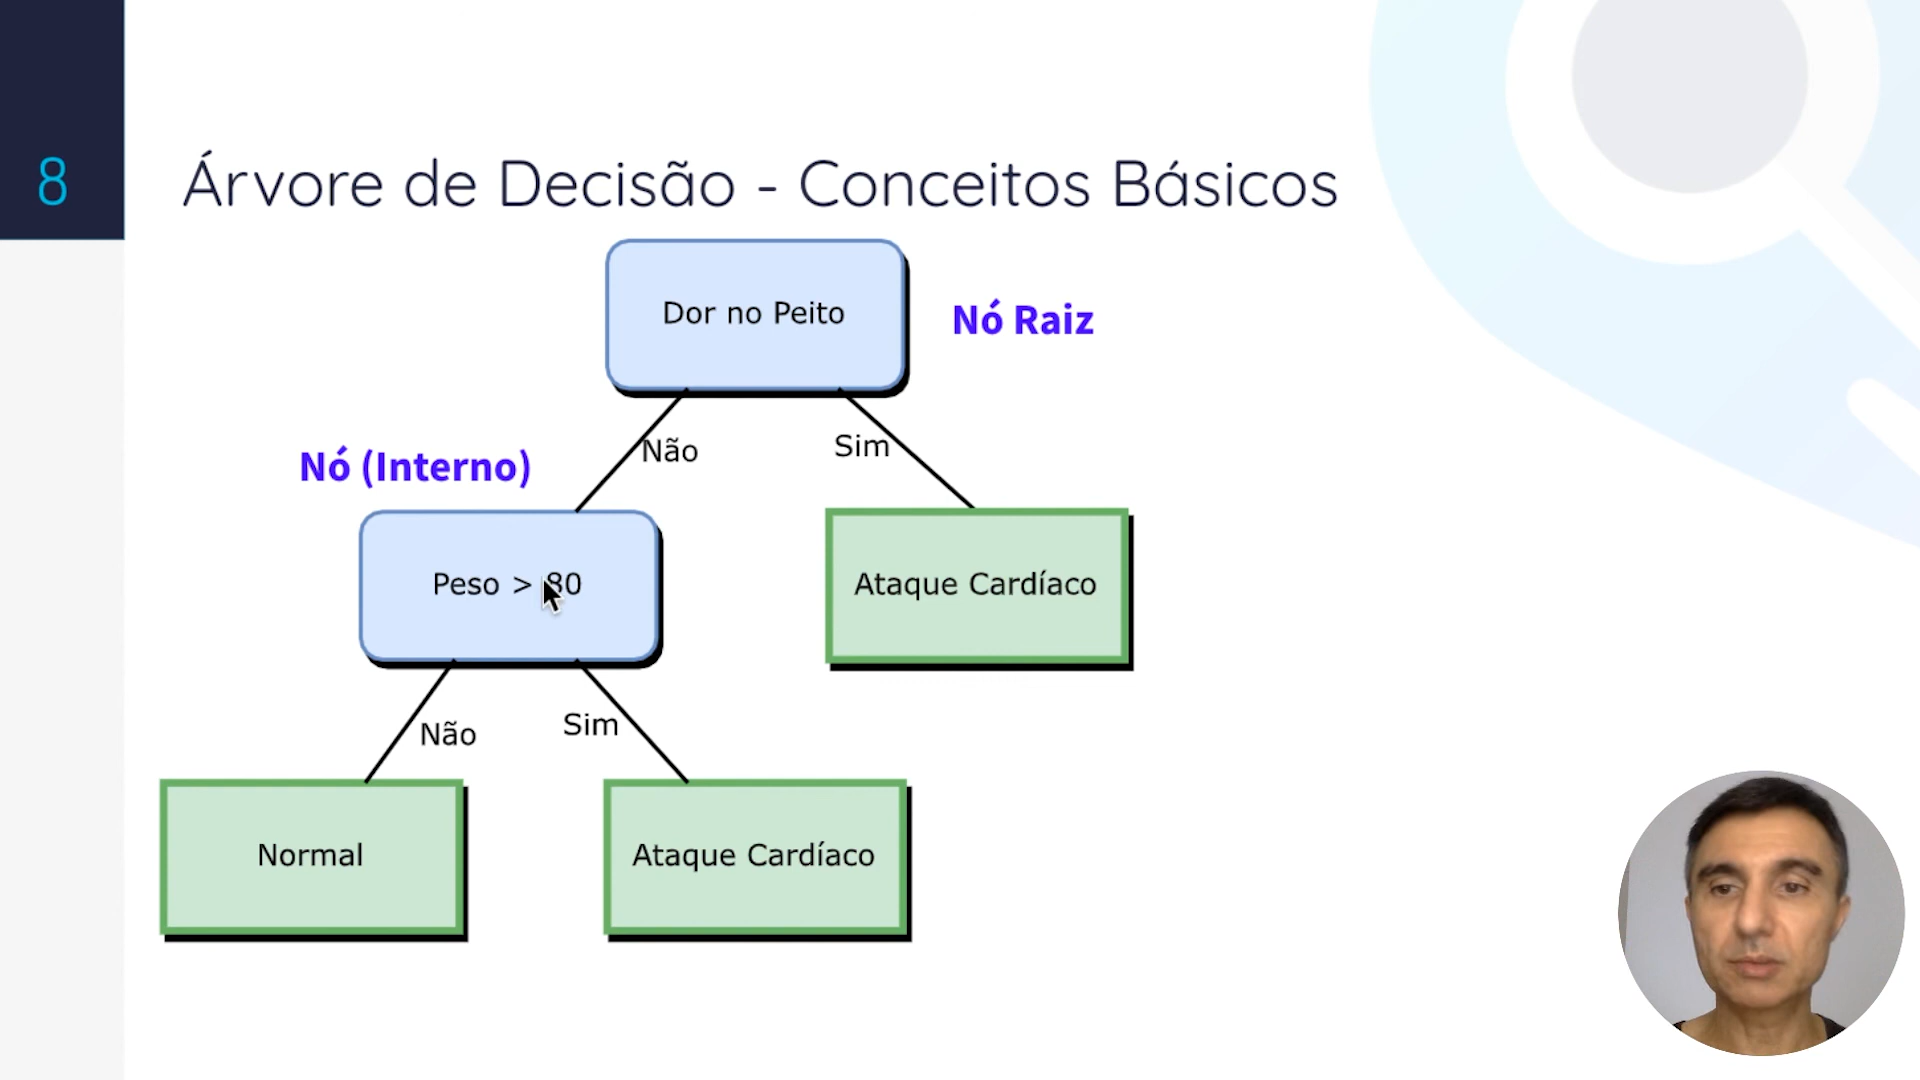 8
Árvore de Decisão - Conceitos Básicos
Dor no Peito
Nó Raiz
Não
Sim
Nó (Interno)
Peso > 80
Ataque Cardíaco
Não
Sim
Normal
Ataque Cardíaco